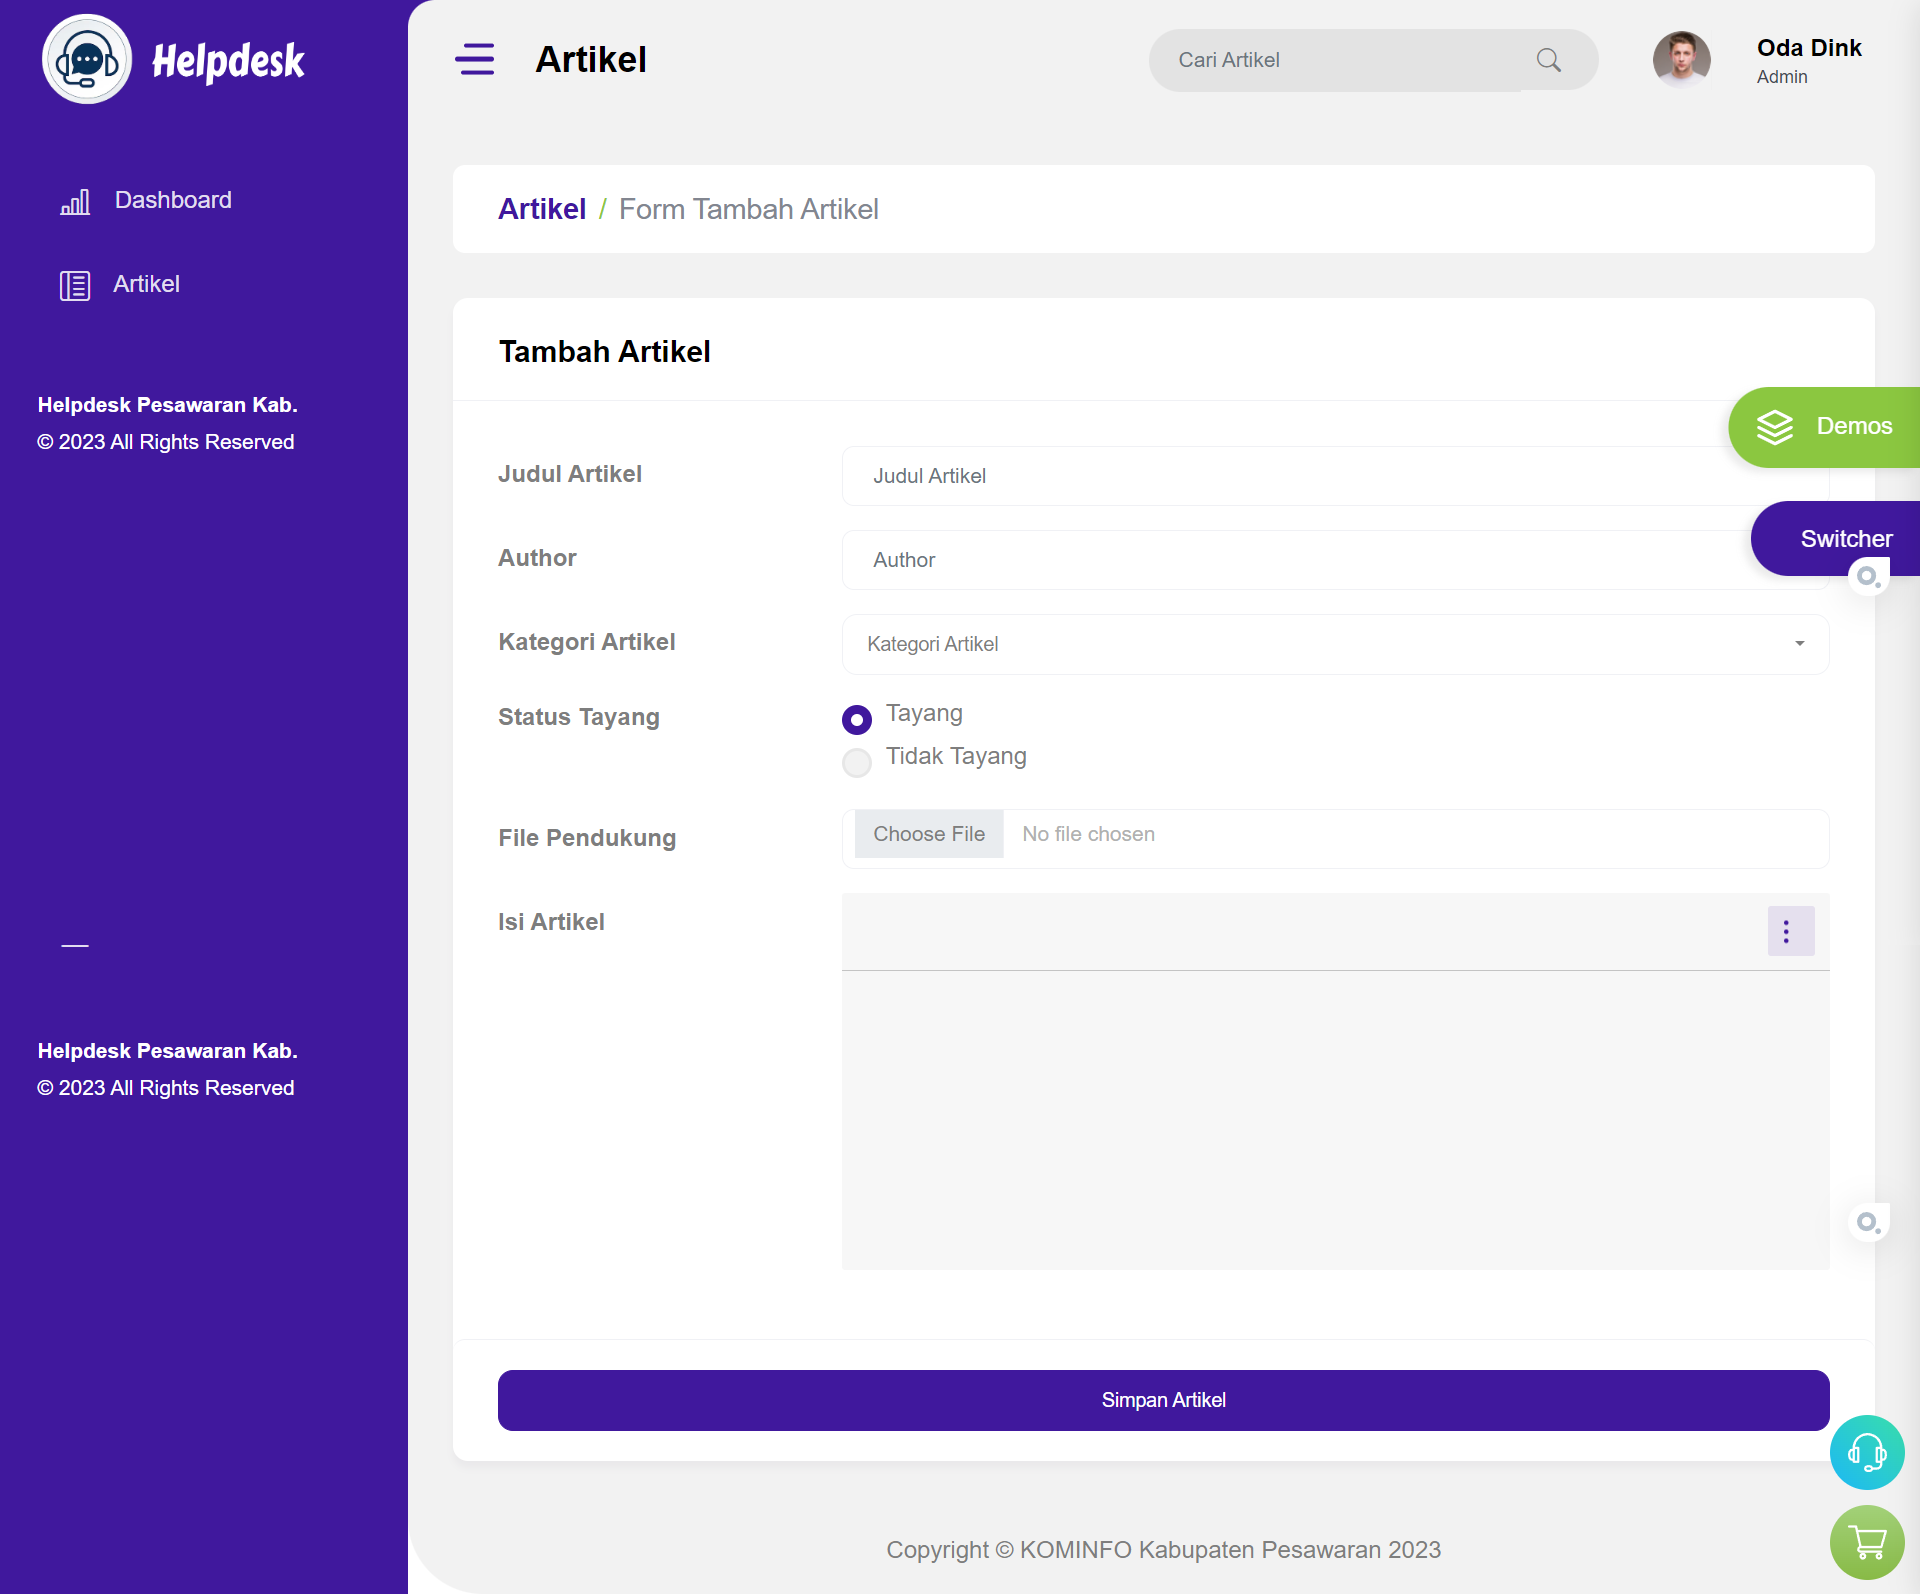 Helpdesk
Artikel
Cari Artikel
Oda Dink
Admin
Dashboard
Artikel
Helpdesk Pesawaran Kab.
© 2023 All Rights Reserved
Artikel / Form Tambah Artikel
Tambah Artikel
Demos
Switcher
Judul Artikel
Judul Artikel
Author
Author
Kategori Artikel
Kategori Artikel
Status Tayang
Tayang
Tidak Tayang
File Pendukung
Choose File
No file chosen
Isi Artikel
Helpdesk Pesawaran Kab.
© 2023 All Rights Reserved
Simpan Artikel
Copyright © KOMINFO Kabupaten Pesawaran 2023